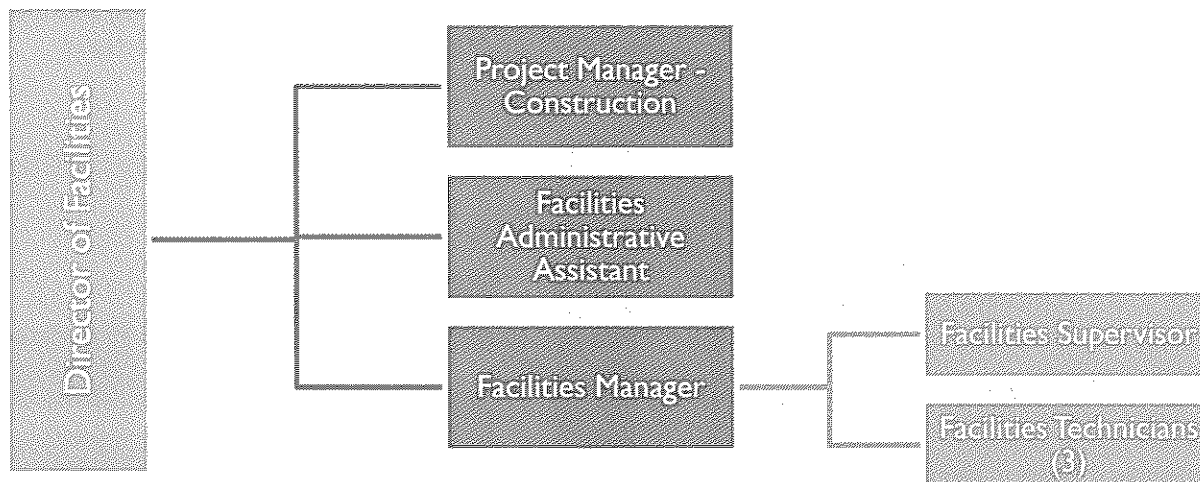 Director of Facilities
Project Manager -
Construction
Facilities
Administrative
Assistant
Facilities Manager
Facilities Supervisor
Facilities Technicians
(3)